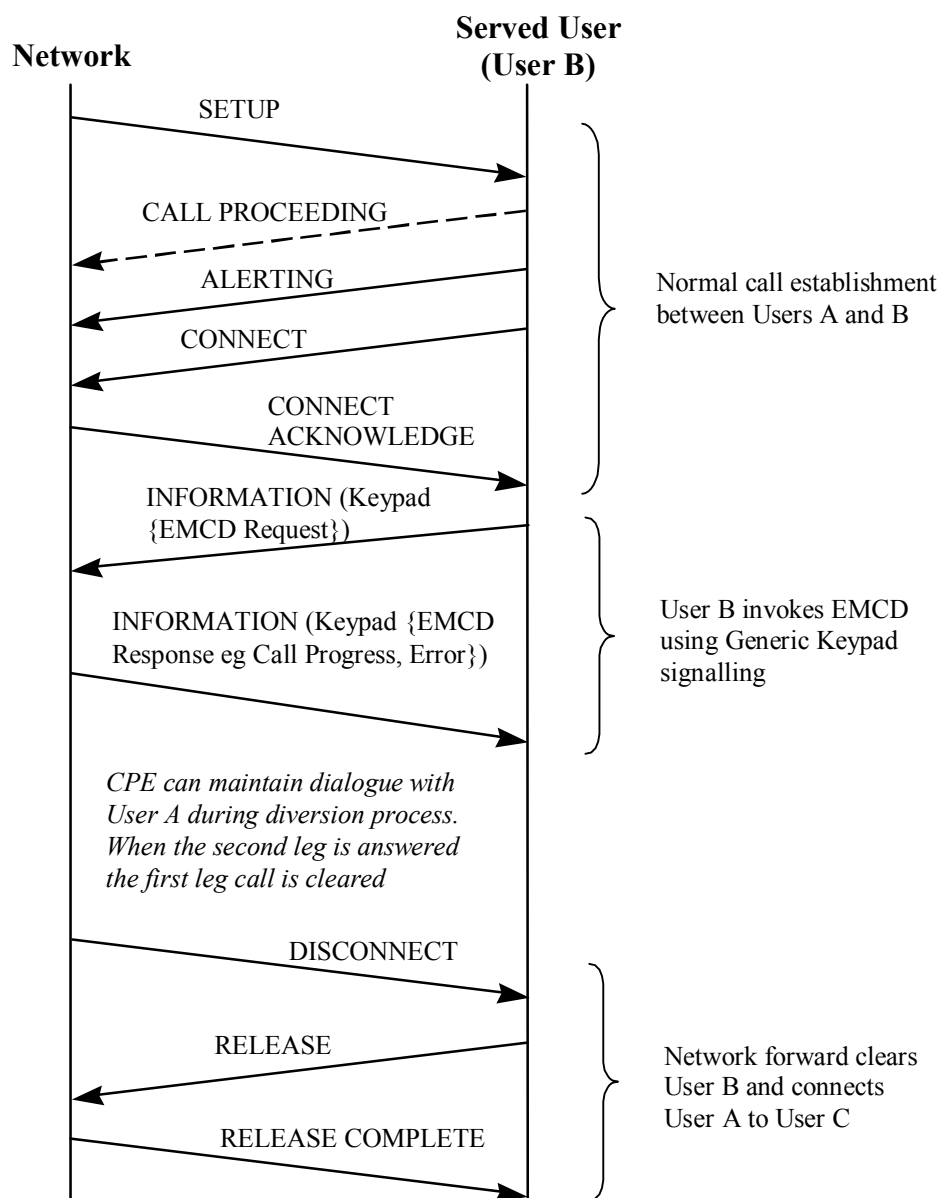 Network
Served User
(User B)
SETUP
CALL PROCEEDING
ALERTING
CONNECT
CONNECT
ACKNOWLEDGE
Normal call establishment
between Users A and B
INFORMATION (Keypad
{EMCD Request})
INFORMATION (Keypad {EMCD
Response eg Call Progress, Error})
User B invokes EMCD
using Generic Keypad
signalling
CPE can maintain dialogue with
User A during diversion process.
When the second leg is answered
the first leg call is cleared
DISCONNECT
RELEASE
RELEASE COMPLETE
Network forward clears
User B and connects
User A to User C